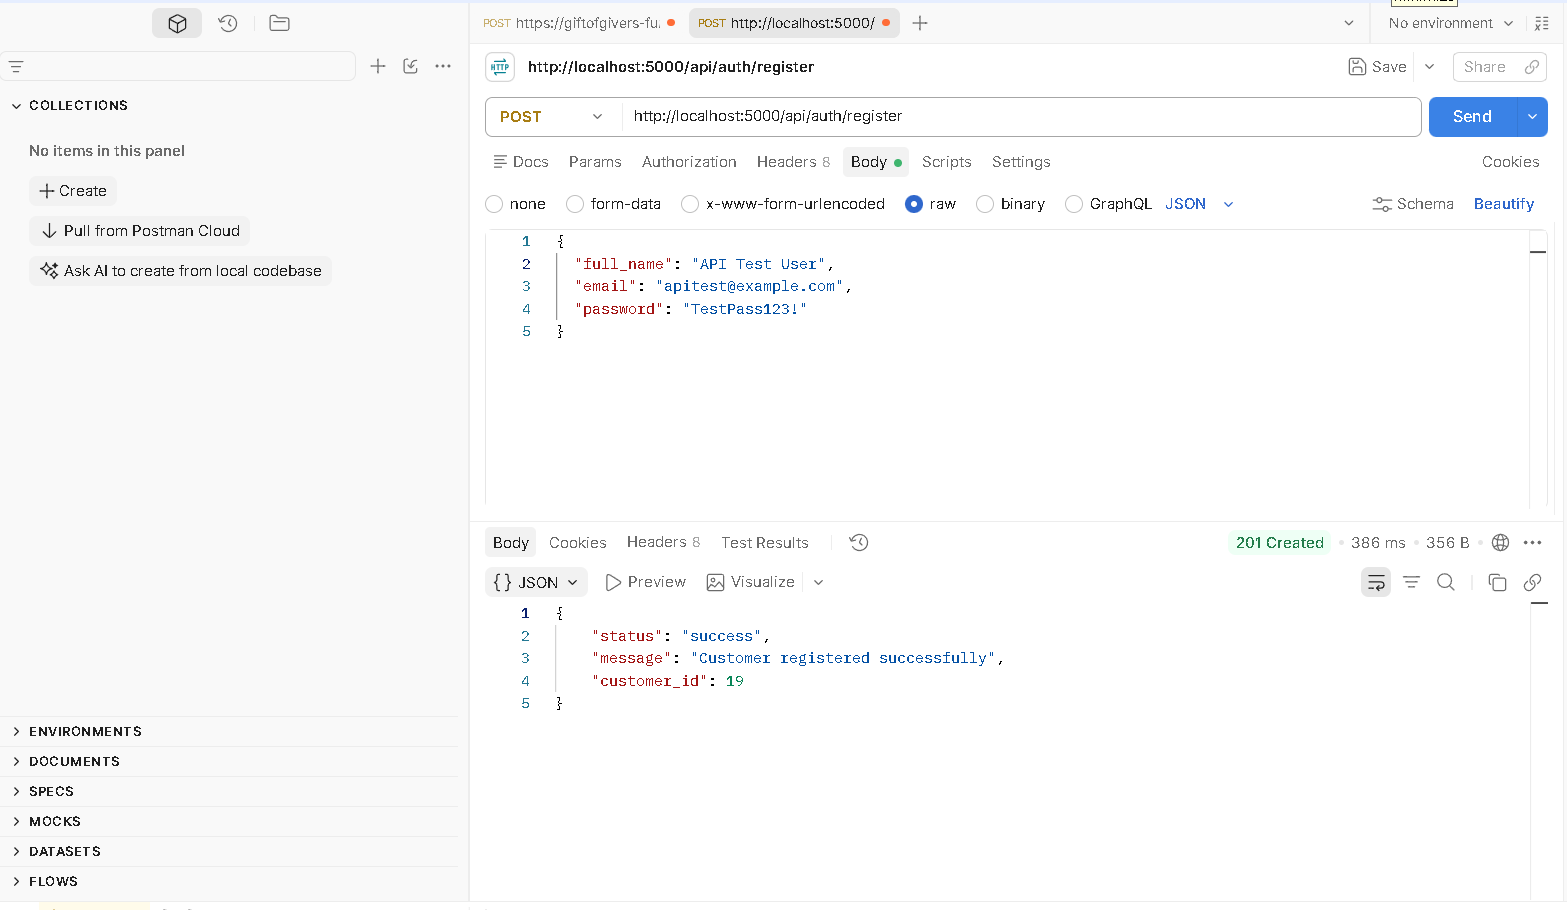 POST https://giftofgivers-fu.
POST http://localhost:5000/
No environment
HTTP http://localhost:5000/api/auth/register
Save
Share
COLLECTIONS
No items in this panel
Create
Pull from Postman Cloud
Ask AI to create from local codebase
POST http://localhost:5000/api/auth/register
Send
Docs Params Authorization Headers 8 Body Scripts Settings Cookies
none form-data x-www-form-urlencoded raw binary GraphQL JSON Schema Beautify
1 {
2 "full_name": "API Test User",
3 "email": "apitest@example.com",
4 "password": "TestPass123!"
5 }
Body Cookies Headers 8 Test Results 201 Created 386 ms 356 B
{} JSON Preview Visualize
1 {
2 "status": "success",
3 "message": "Customer registered successfully",
4 "customer_id": 19
5 }
ENVIRONMENTS
DOCUMENTS
SPECS
MOCKS
DATASETS
FLOWS